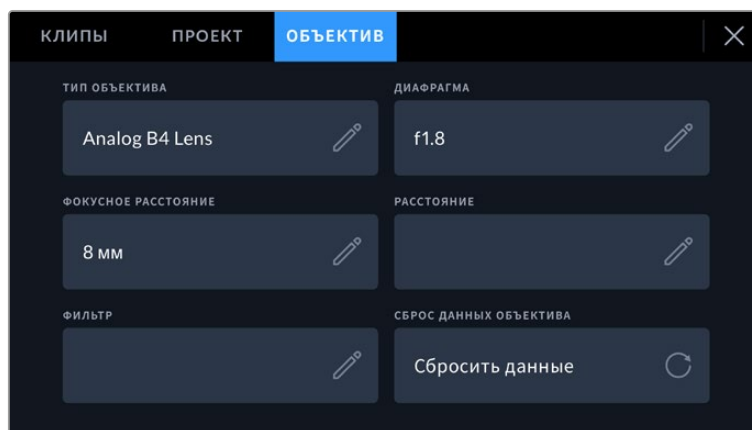 КЛИПЫ ПРОЕКТ ОБЪЕКТИВ
ТИП ОБЪЕКТИВА ДИАФРАГМА
Analog B4 Lens f1.8
ФОКУСНОЕ РАССТОЯНИЕ РАССТОЯНИЕ
8 мм
ФИЛЬТР СБРОС ДАННЫХ ОБЪЕКТИВА
Сбросить данные